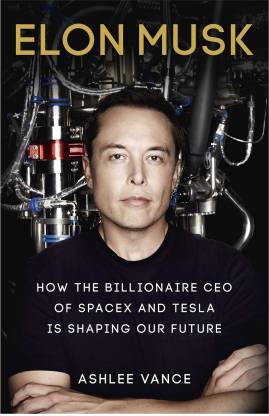 ELON MUSK
HOW THE BILLIONAIRE CEO
OF SPACEX AND TESLA
IS SHAPING OUR FUTURE
ASHLEE VANCE